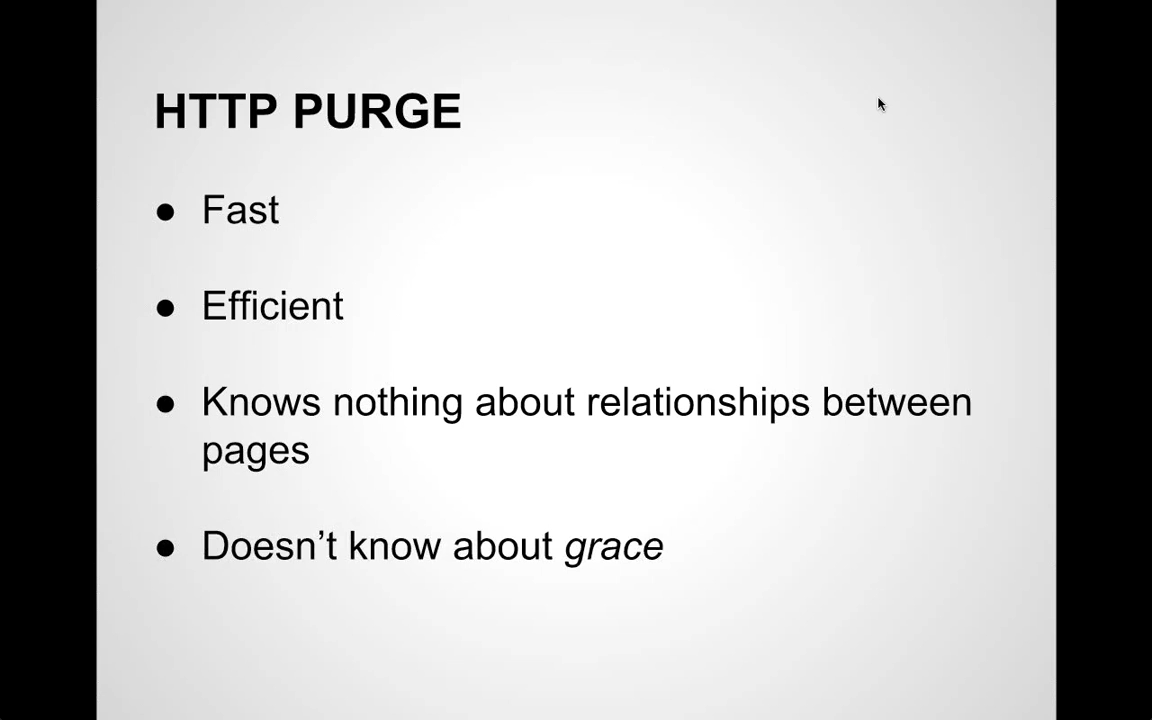 HTTP PURGE
● Fast
● Efficient
● Knows nothing about relationships between
pages
● Doesn’t know about grace